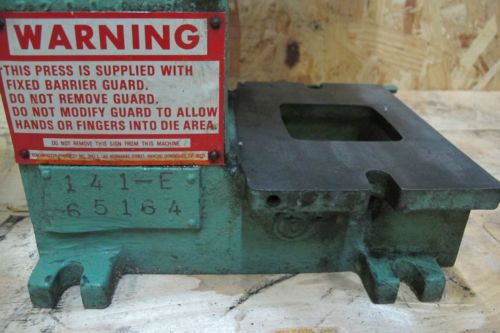 WARNING
THIS PRESS IS SUPPLIED WITH
FIXED BARRIER GUARD.
DO NOT REMOVE GUARD.
DO NOT MODIFY GUARD TO ALLOW
HANDS OR FINGERS INTO DIE AREA.
DO NOT REMOVE THIS SIGN FROM THIS MACHINE
141-E
65164